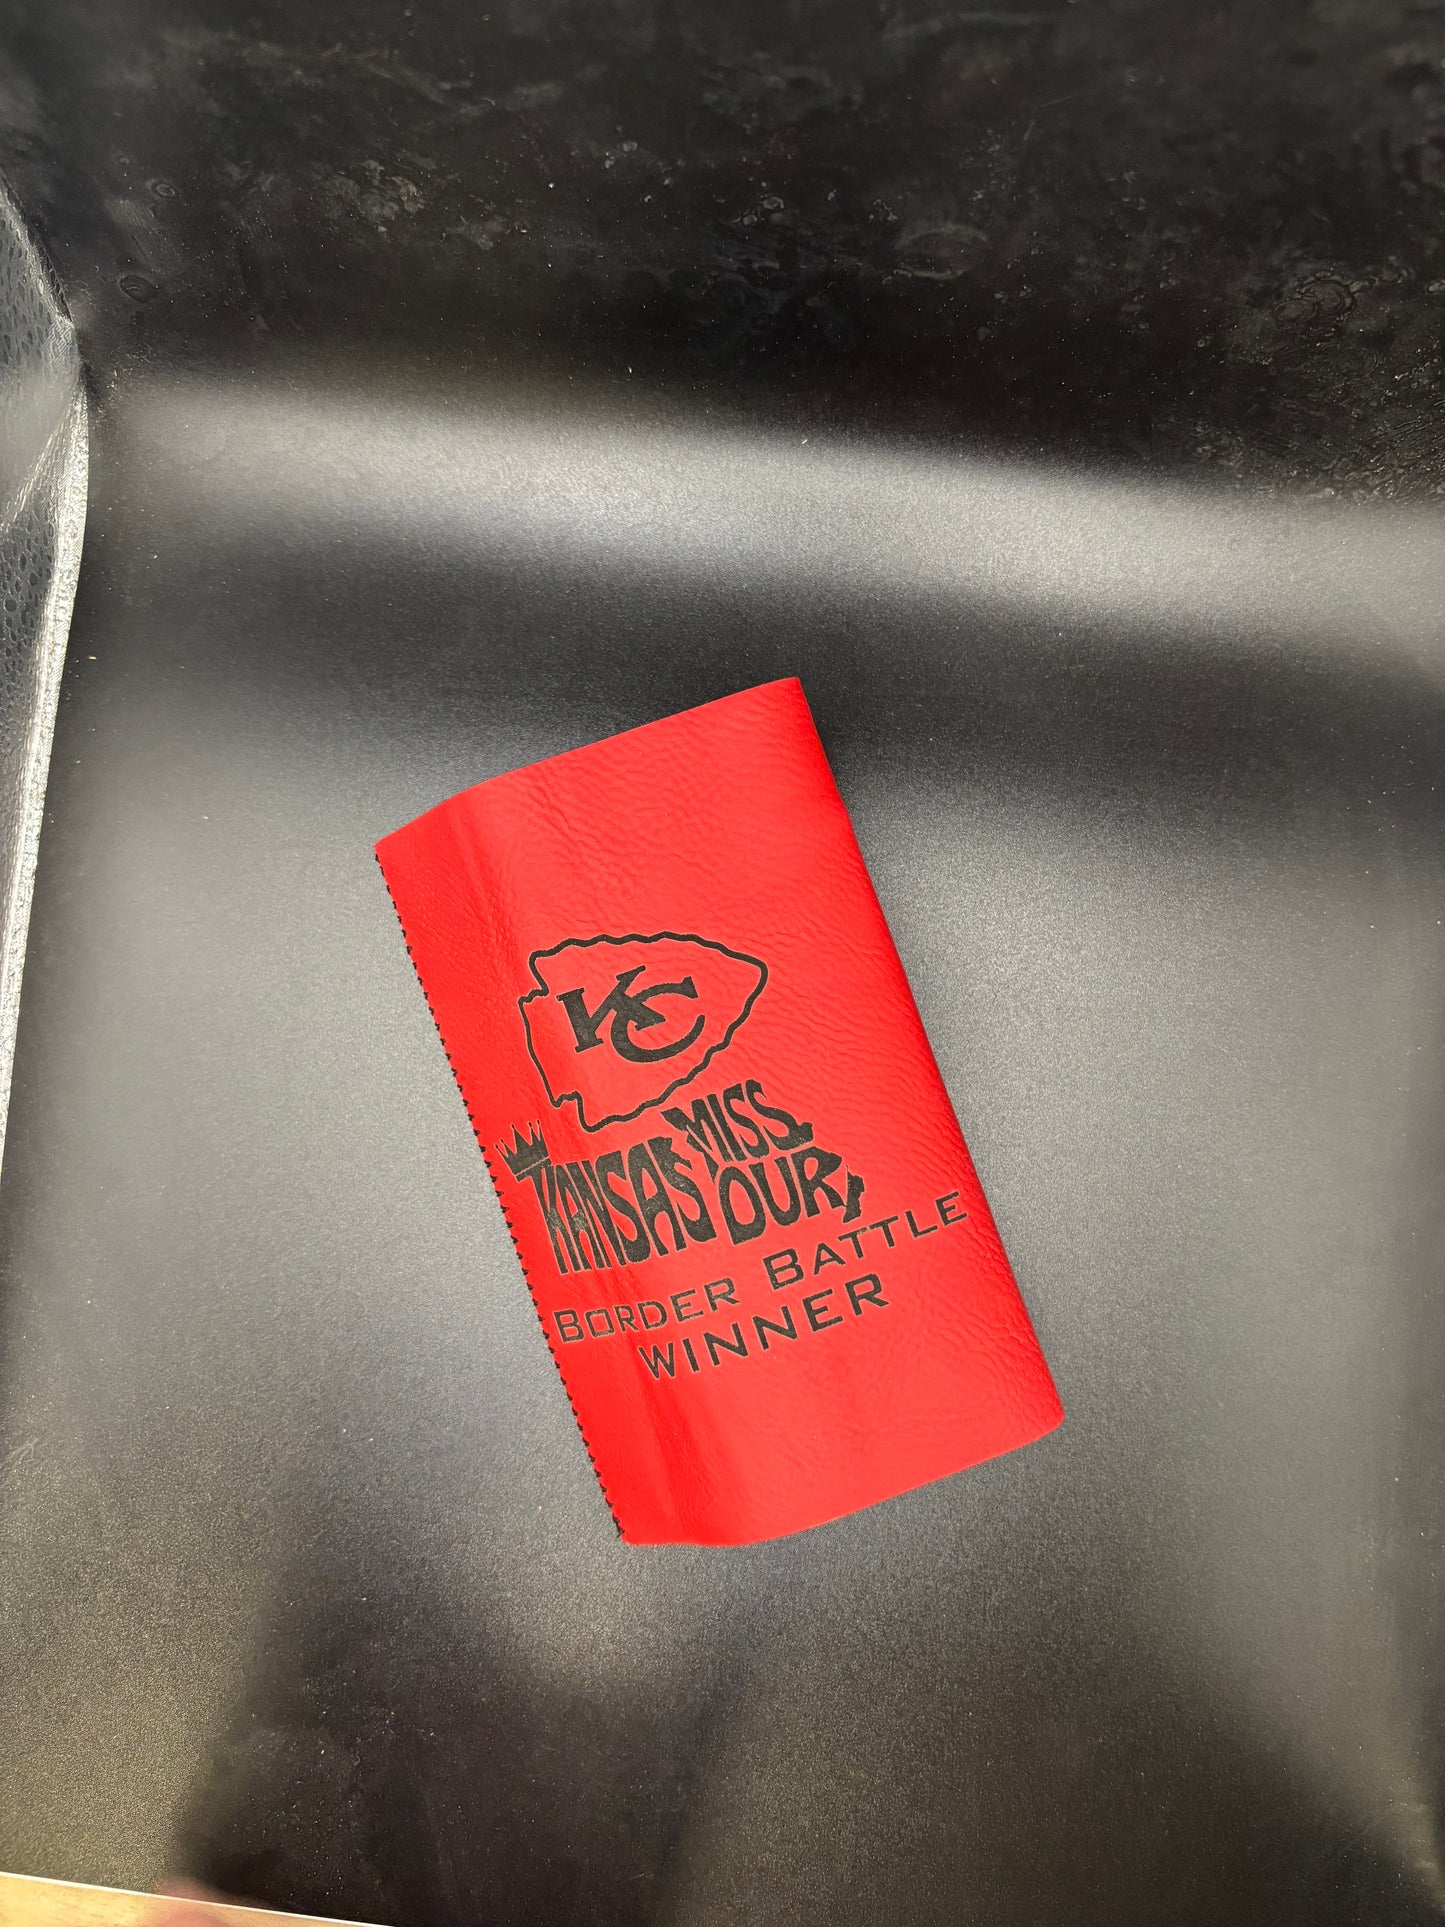 KC
KANSAS MISS
OURI
BORDER BATTLE
WINNER